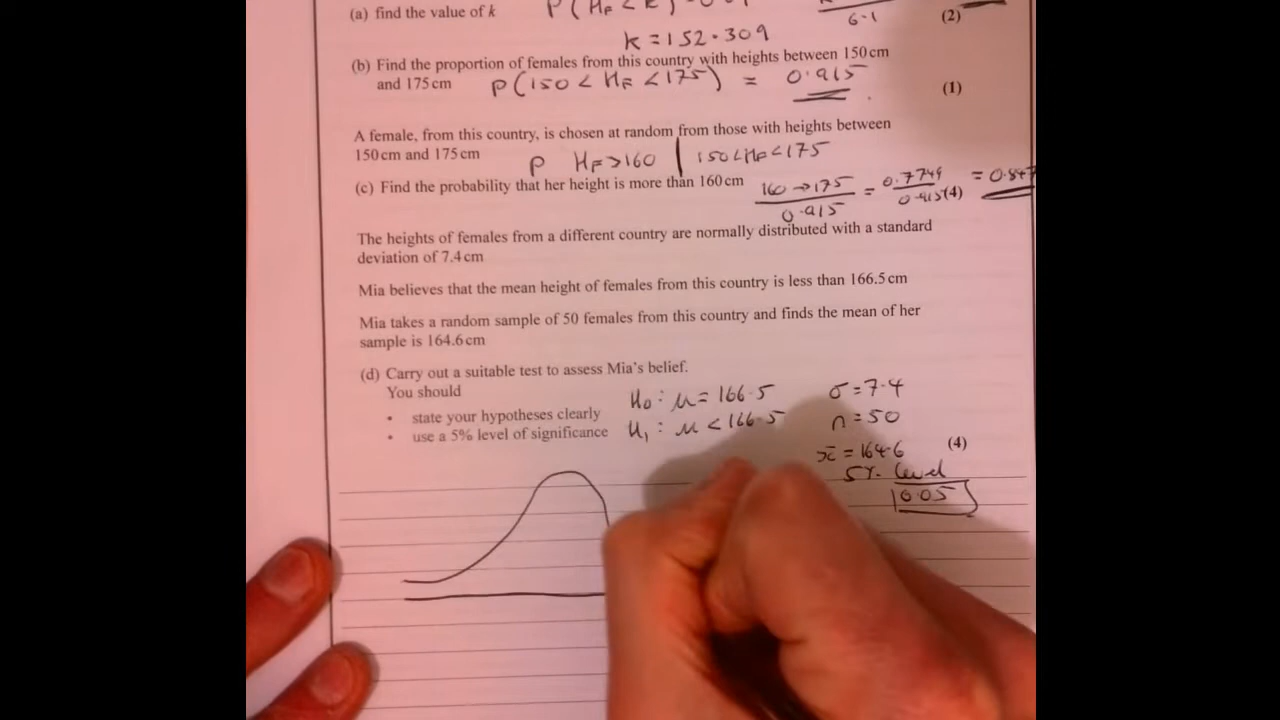 (a) find the value of k P(HF < k) =
6.1 (2)
k = 152.309
(b) Find the proportion of females from this country with heights between 150 cm
and 175 cm P(150 < HF < 175) = 0.915
(1)
A female, from this country, is chosen at random from those with heights between
150 cm and 175 cm P HF > 160 | 150 < HF < 175
(c) Find the probability that her height is more than 160 cm 160 → 175 / 0.915 = 0.7749 / 0.915 = 0.847
(4)
The heights of females from a different country are normally distributed with a standard
deviation of 7.4 cm
Mia believes that the mean height of females from this country is less than 166.5 cm
Mia takes a random sample of 50 females from this country and finds the mean of her
sample is 164.6 cm
(d) Carry out a suitable test to assess Mia's belief.
You should H0 : μ = 166.5 σ = 7.4
• state your hypotheses clearly H1 : μ < 166.5 n = 50
• use a 5% level of significance
x̄ = 164.6 (4)
5% level
0.05